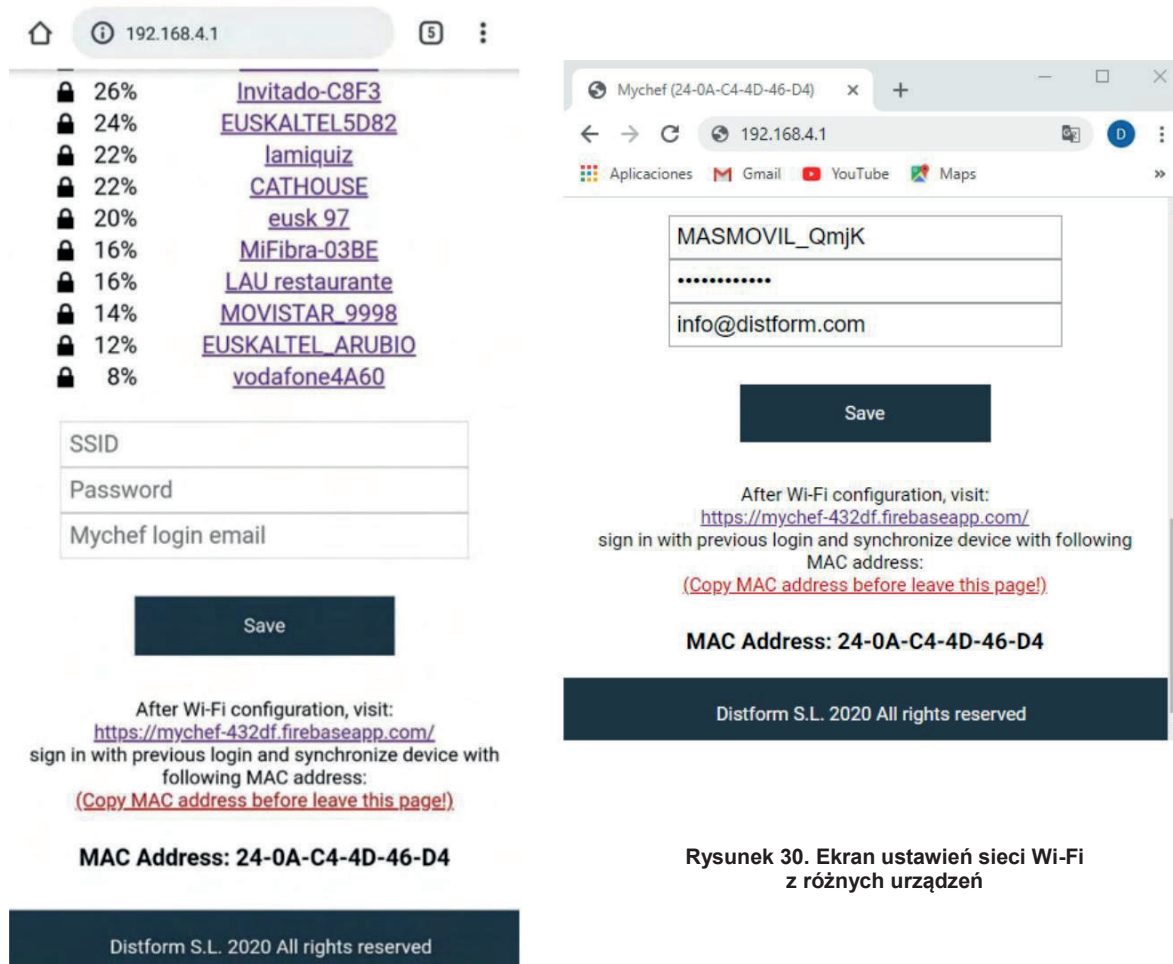 192.168.4.1
5
26% Invitado-C8F3
24% EUSKALTEL5D82
22% lamiquiz
22% CATHOUSE
20% eusk 97
16% MiFibra-03BE
16% LAU restaurante
14% MOVISTAR_9998
12% EUSKALTEL_ARUBIO
8% vodafone4A60
SSID
Password
Mychef login email
Save
After Wi-Fi configuration, visit:
https://mychef-432df.firebaseapp.com/
sign in with previous login and synchronize device with
following MAC address:
(Copy MAC address before leave this page!)
MAC Address: 24-0A-C4-4D-46-D4
Distform S.L. 2020 All rights reserved
Mychef (24-0A-C4-4D-46-D4)
192.168.4.1
D
Aplicaciones Gmail YouTube Maps
MASMOVIL_QmjK
••••••••••••
info@distform.com
Save
After Wi-Fi configuration, visit:
https://mychef-432df.firebaseapp.com/
sign in with previous login and synchronize device with following
MAC address:
(Copy MAC address before leave this page!)
MAC Address: 24-0A-C4-4D-46-D4
Distform S.L. 2020 All rights reserved
Rysunek 30. Ekran ustawień sieci Wi-Fi
z różnych urządzeń